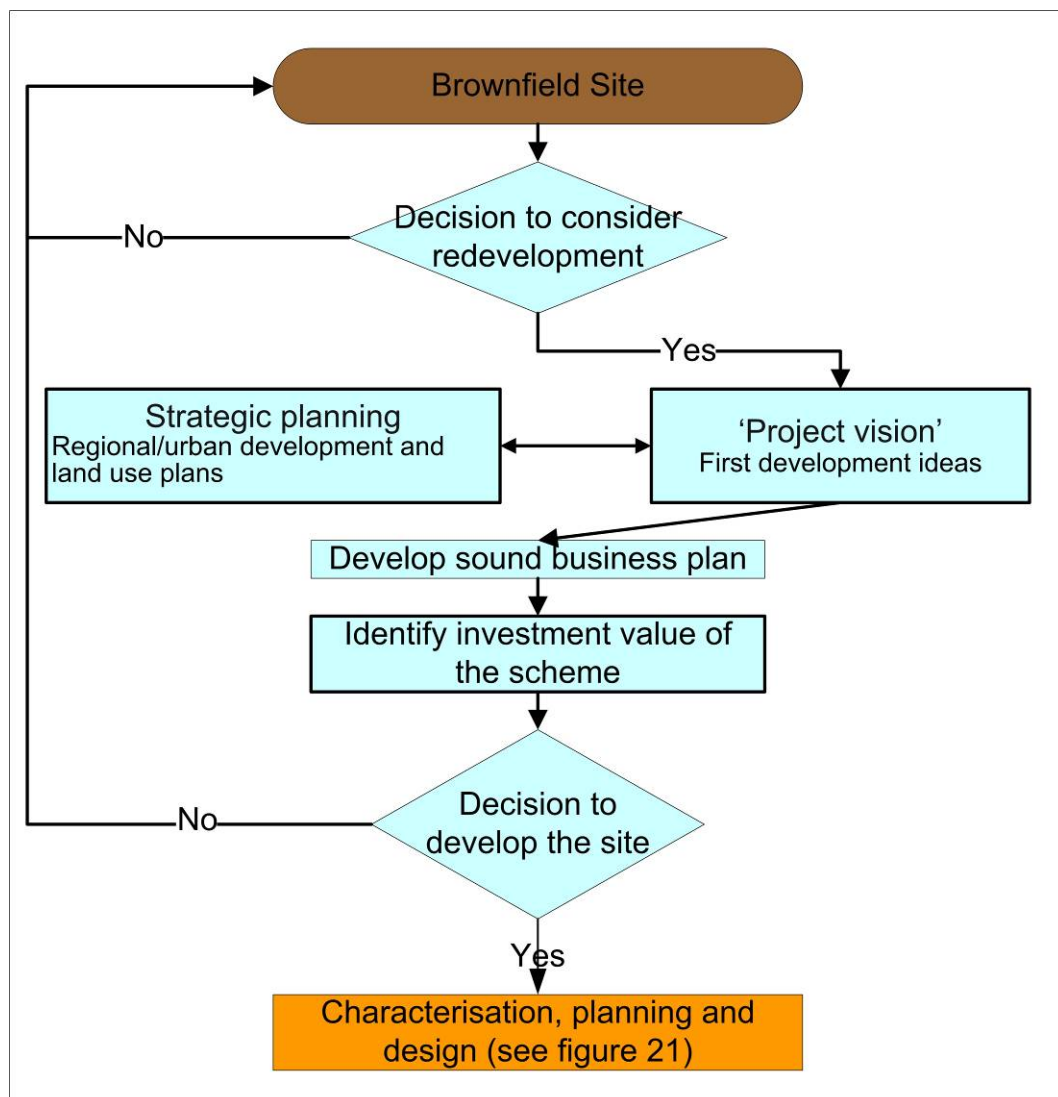 Brownfield Site
Decision to consider
redevelopment
No
Yes
Strategic planning
Regional/urban development and
land use plans
‘Project vision’
First development ideas
Develop sound business plan
Identify investment value of
the scheme
Decision to
develop the site
No
Yes
Characterisation, planning and
design (see figure 21)